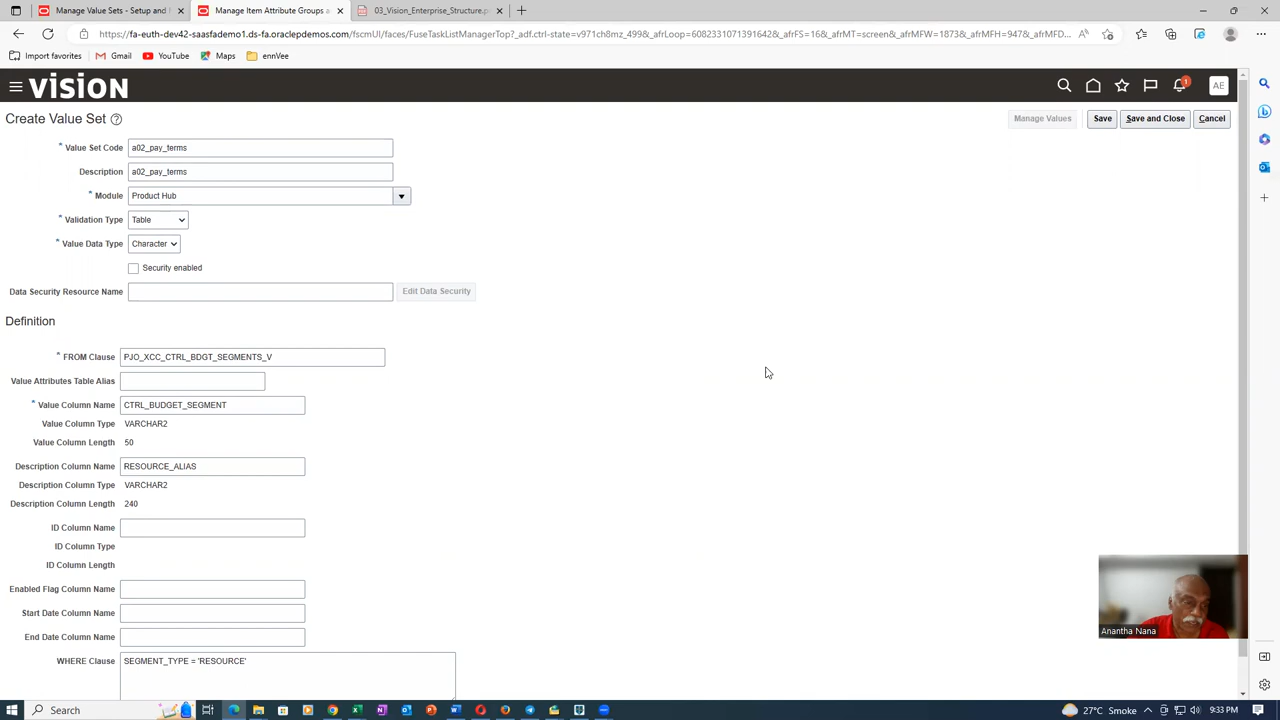 Manage Value Sets - Setup and
Manage Item Attribute Groups a
03_Vision_Enterprise_Structure.p
https://fa-euth-dev42-saasfademo1.ds-fa.oraclepdemos.com/fscmUI/faces/FuseTaskListManagerTop?_adf.ctrl-state=v971ch8mz_499&_afrLoop=60823310713916428&_afrFS=16&_afrMT=screen&_afrMFW=1873&_afrMFH=947&_afrMFD...
Import favorites
Gmail
YouTube
Maps
ennVee
VISION
1
AE
Create Value Set
Manage Values
Save
Save and Close
Cancel
* Value Set Code a02_pay_terms
Description a02_pay_terms
* Module Product Hub
* Validation Type Table
* Value Data Type Character
Security enabled
Data Security Resource Name
Edit Data Security
Definition
* FROM Clause PJO_XCC_CTRL_BDGT_SEGMENTS_V
Value Attributes Table Alias
* Value Column Name CTRL_BUDGET_SEGMENT
Value Column Type VARCHAR2
Value Column Length 50
Description Column Name RESOURCE_ALIAS
Description Column Type VARCHAR2
Description Column Length 240
ID Column Name
ID Column Type
ID Column Length
Enabled Flag Column Name
Start Date Column Name
End Date Column Name
WHERE Clause SEGMENT_TYPE = 'RESOURCE'
Anantha Nana
Search
27°C Smoke
9:33 PM